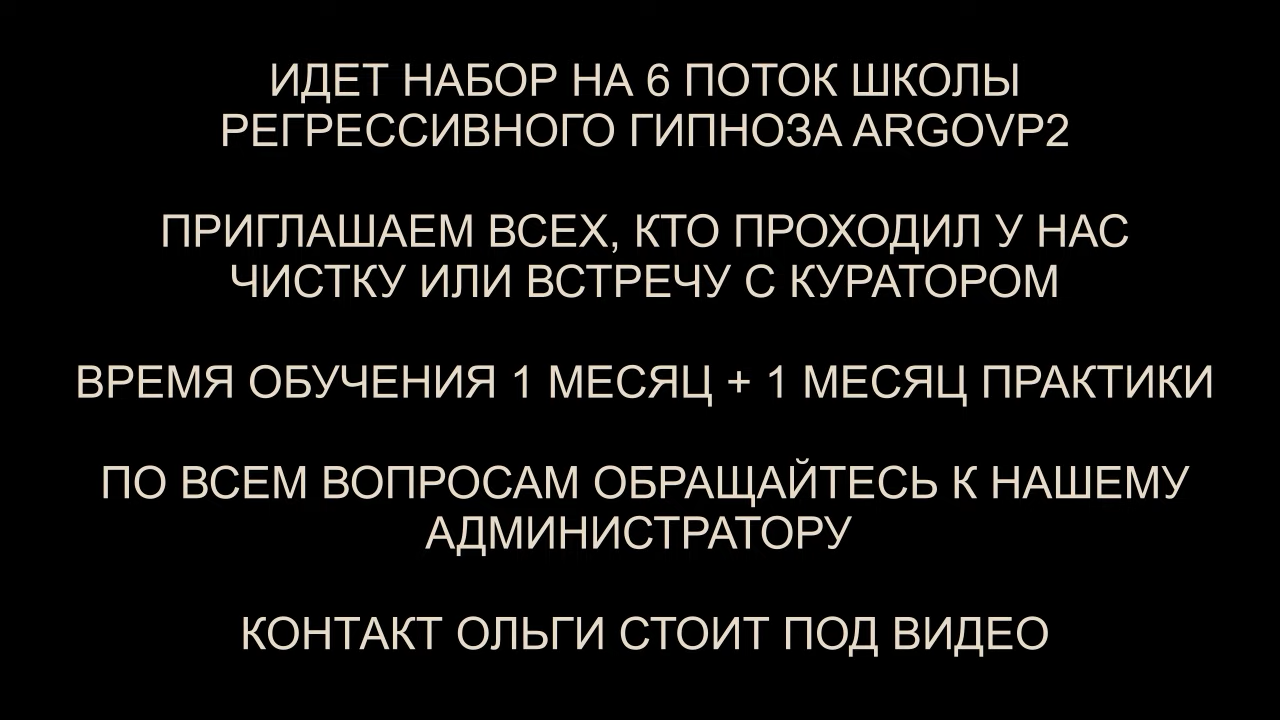 ИДЕТ НАБОР НА 6 ПОТОК ШКОЛЫ
РЕГРЕССИВНОГО ГИПНОЗА ARGOVP2
ПРИГЛАШАЕМ ВСЕХ, КТО ПРОХОДИЛ У НАС
ЧИСТКУ ИЛИ ВСТРЕЧУ С КУРАТОРОМ
ВРЕМЯ ОБУЧЕНИЯ 1 МЕСЯЦ + 1 МЕСЯЦ ПРАКТИКИ
ПО ВСЕМ ВОПРОСАМ ОБРАЩАЙТЕСЬ К НАШЕМУ
АДМИНИСТРАТОРУ
КОНТАКТ ОЛЬГИ СТОИТ ПОД ВИДЕО